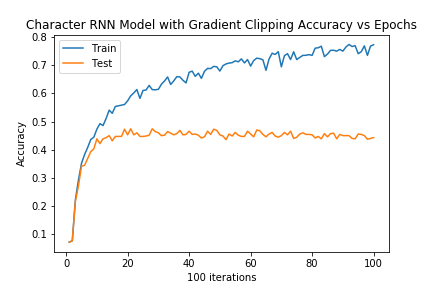 Character RNN Model with Gradient Clipping Accuracy vs Epochs
0.8
0.7
0.6
0.5
0.4
0.3
0.2
0.1
Accuracy
Train
Test
0
20
40
60
80
100
100 iterations